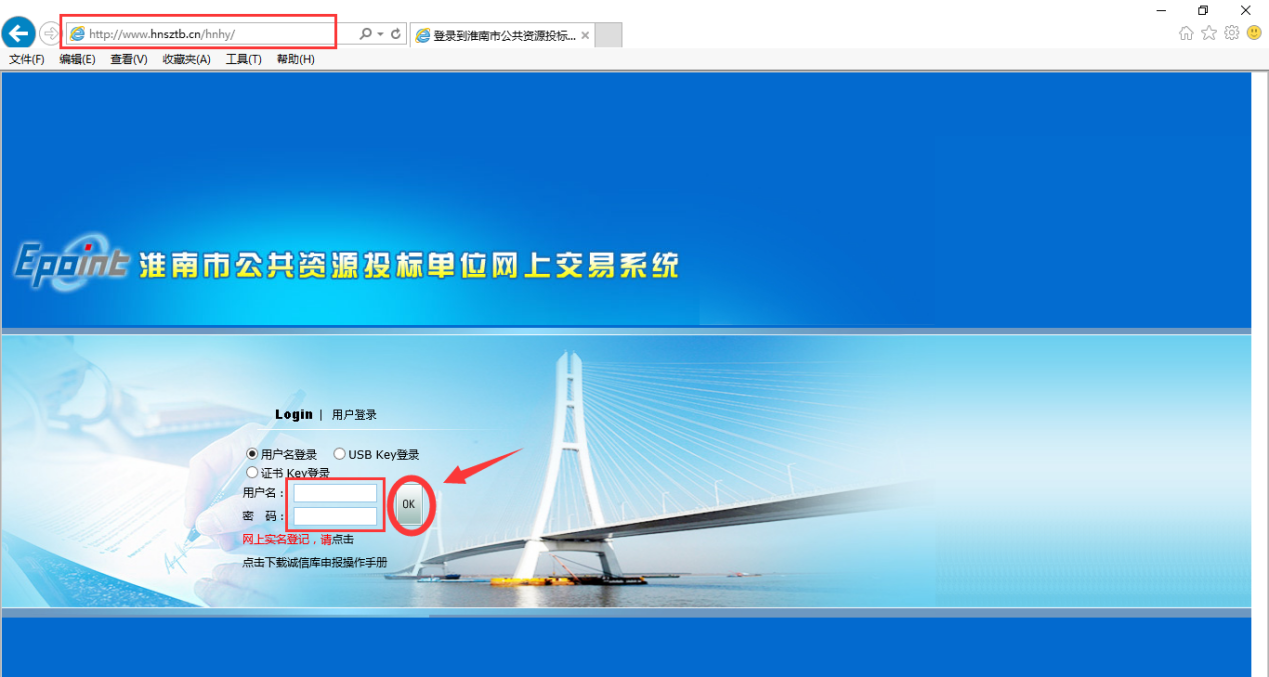 http://www.hnsztb.cn/hnhy/
登录到淮南市公共资源投标...
文件(F) 编辑(E) 查看(V) 收藏夹(A) 工具(T) 帮助(H)
Epoint 淮南市公共资源投标单位网上交易系统
Login | 用户登录
用户名登录 USB Key登录
证书 Key登录
用户名：
密 码：
OK
网上实名登记，请点击
点击下载诚信库申报操作手册